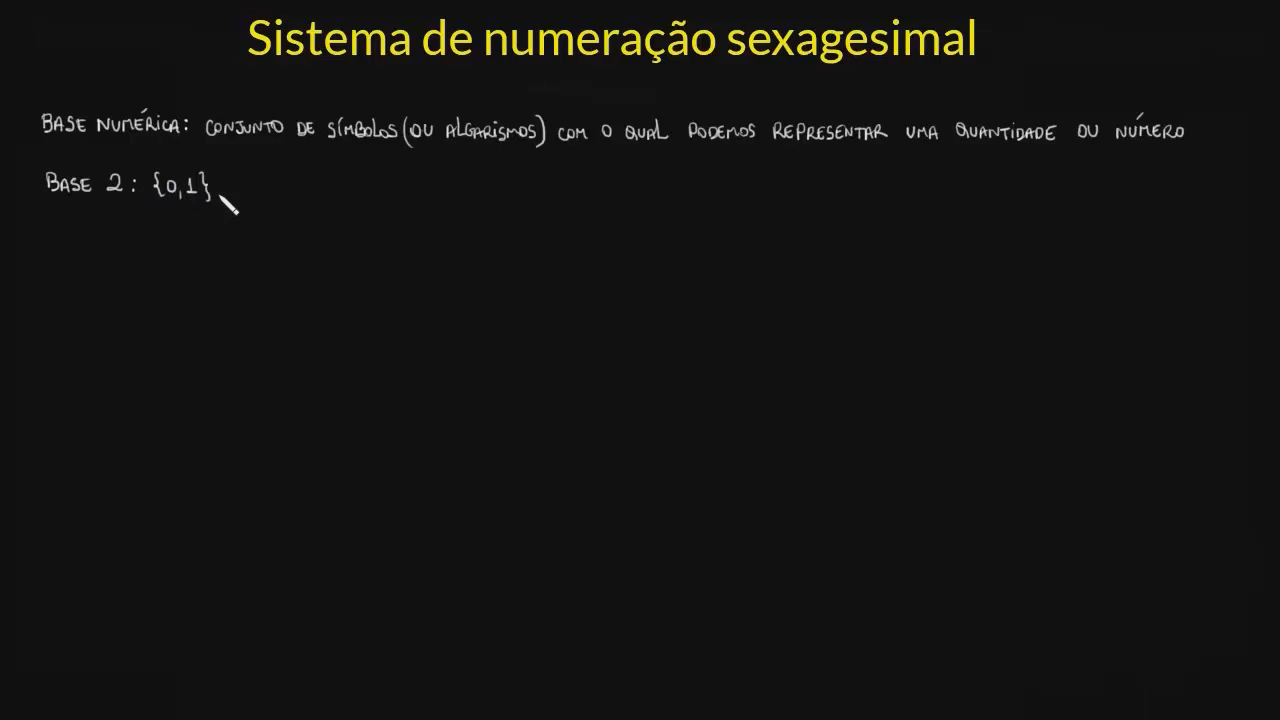 Sistema de numeração sexagesimal
BASE NUMÉRICA: CONJUNTO DE SÍMBOLOS (OU ALGARISMOS) COM O QUAL PODEMOS REPRESENTAR UMA QUANTIDADE OU NÚMERO
BASE 2: {0,1}